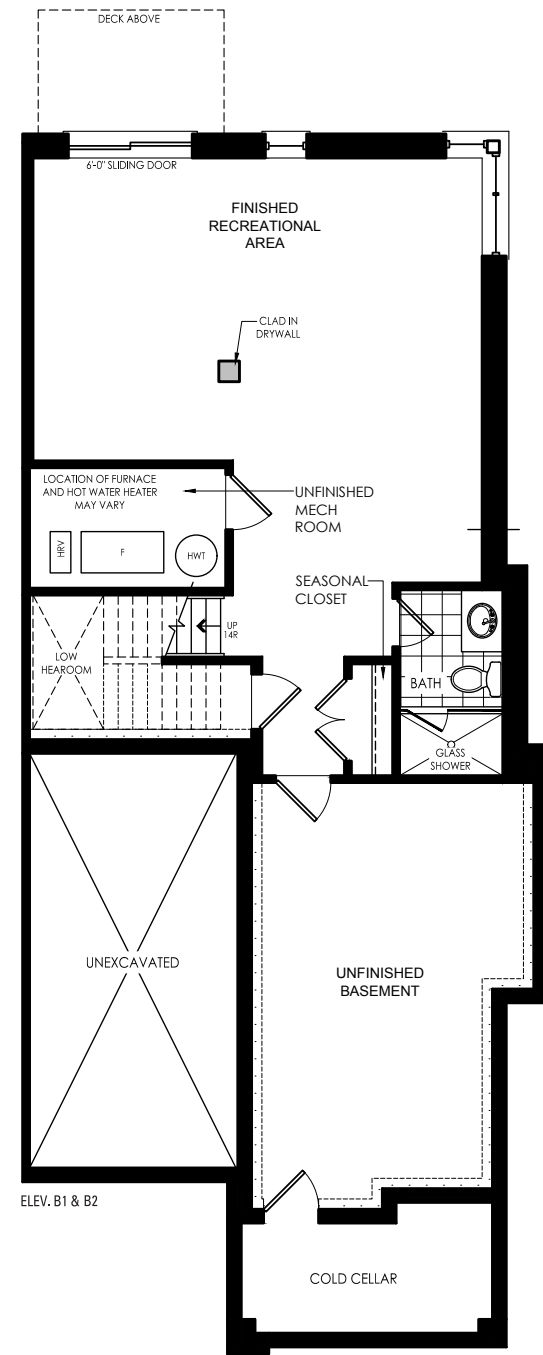 DECK ABOVE
6'-0" SLIDING DOOR
FINISHED
RECREATIONAL
AREA
CLAD IN
DRYWALL
LOCATION OF FURNACE
AND HOT WATER HEATER
MAY VARY
UNFINISHED
MECH
ROOM
HRV
F
HWT
SEASONAL
CLOSET
UP
14R
LOW
HEAROOM
BATH
GLASS
SHOWER
UNEXCAVATED
UNFINISHED
BASEMENT
ELEV. B1 & B2
COLD CELLAR